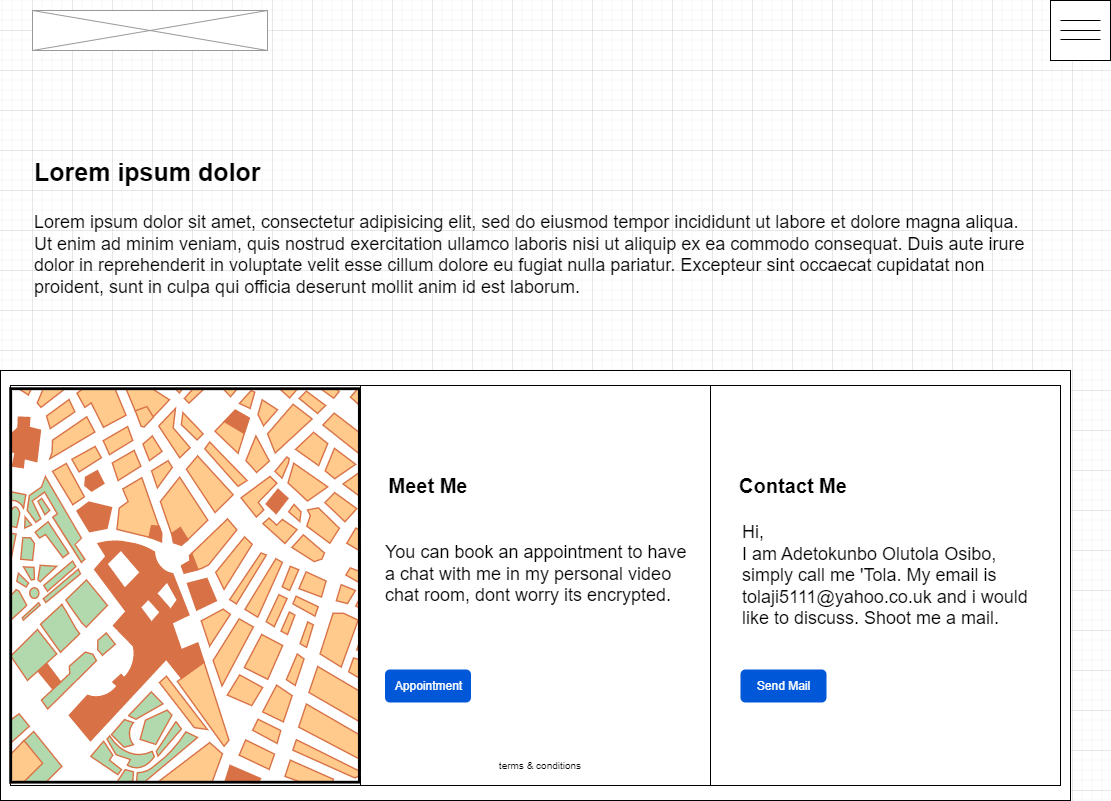 Lorem ipsum dolor
Lorem ipsum dolor sit amet, consectetur adipisicing elit, sed do eiusmod tempor incididunt ut labore et dolore magna aliqua.
Ut enim ad minim veniam, quis nostrud exercitation ullamco laboris nisi ut aliquip ex ea commodo consequat. Duis aute irure
dolor in reprehenderit in voluptate velit esse cillum dolore eu fugiat nulla pariatur. Excepteur sint occaecat cupidatat non
proident, sunt in culpa qui officia deserunt mollit anim id est laborum.
Meet Me
You can book an appointment to have
a chat with me in my personal video
chat room, dont worry its encrypted.
Appointment
terms & conditions
Contact Me
Hi,
I am Adetokunbo Olutola Osibo,
simply call me 'Tola. My email is
tolaji5111@yahoo.co.uk and i would
like to discuss. Shoot me a mail.
Send Mail